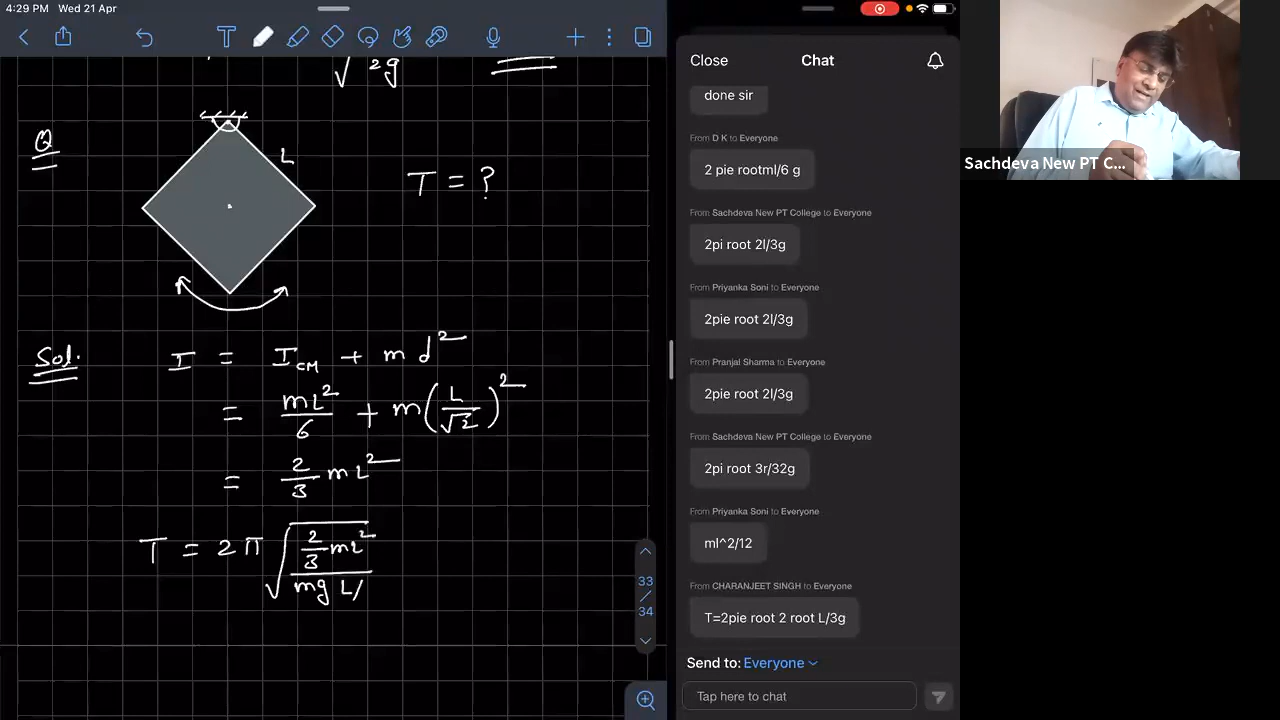 4:29 PM Wed 21 Apr
√ 2g
Q
L
T = ?
Sol. I = I_CM + m d²
= mL²/6 + m(L/√2)²
= 2/3 mL²
T = 2π √(2/3 mL² / mg L/
33
/
34
Close
Chat
done sir
From D K to Everyone
2 pie rootml/6 g
From Sachdeva New PT College to Everyone
2pi root 2l/3g
From Priyanka Soni to Everyone
2pie root 2l/3g
From Pranjal Sharma to Everyone
2pie root 2l/3g
From Sachdeva New PT College to Everyone
2pi root 3r/32g
From Priyanka Soni to Everyone
ml^2/12
From CHARANJEET SINGH to Everyone
T=2pie root 2 root L/3g
Send to: Everyone
Tap here to chat
Sachdeva New PT C...